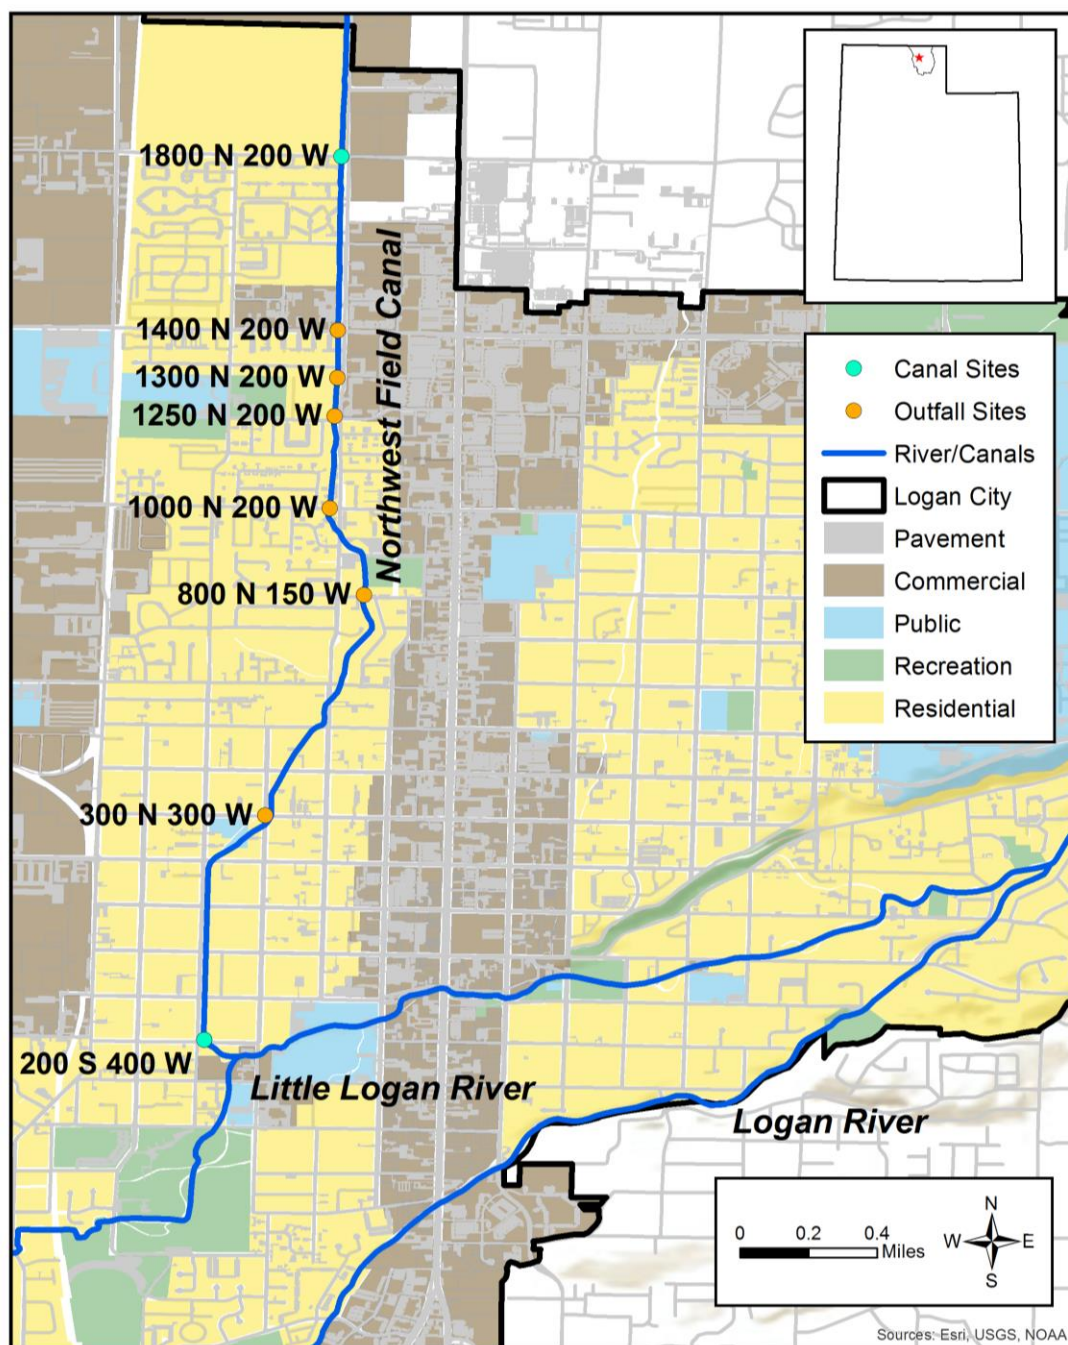 1800 N 200 W
1400 N 200 W
1300 N 200 W
1250 N 200 W
1000 N 200 W
800 N 150 W
300 N 300 W
200 S 400 W
Northwest Field Canal
Little Logan River
Logan River
Canal Sites
Outfall Sites
River/Canals
Logan City
Pavement
Commercial
Public
Recreation
Residential
0 0.2 0.4
Miles
N
W E
S
Sources: Esri, USGS, NOAA